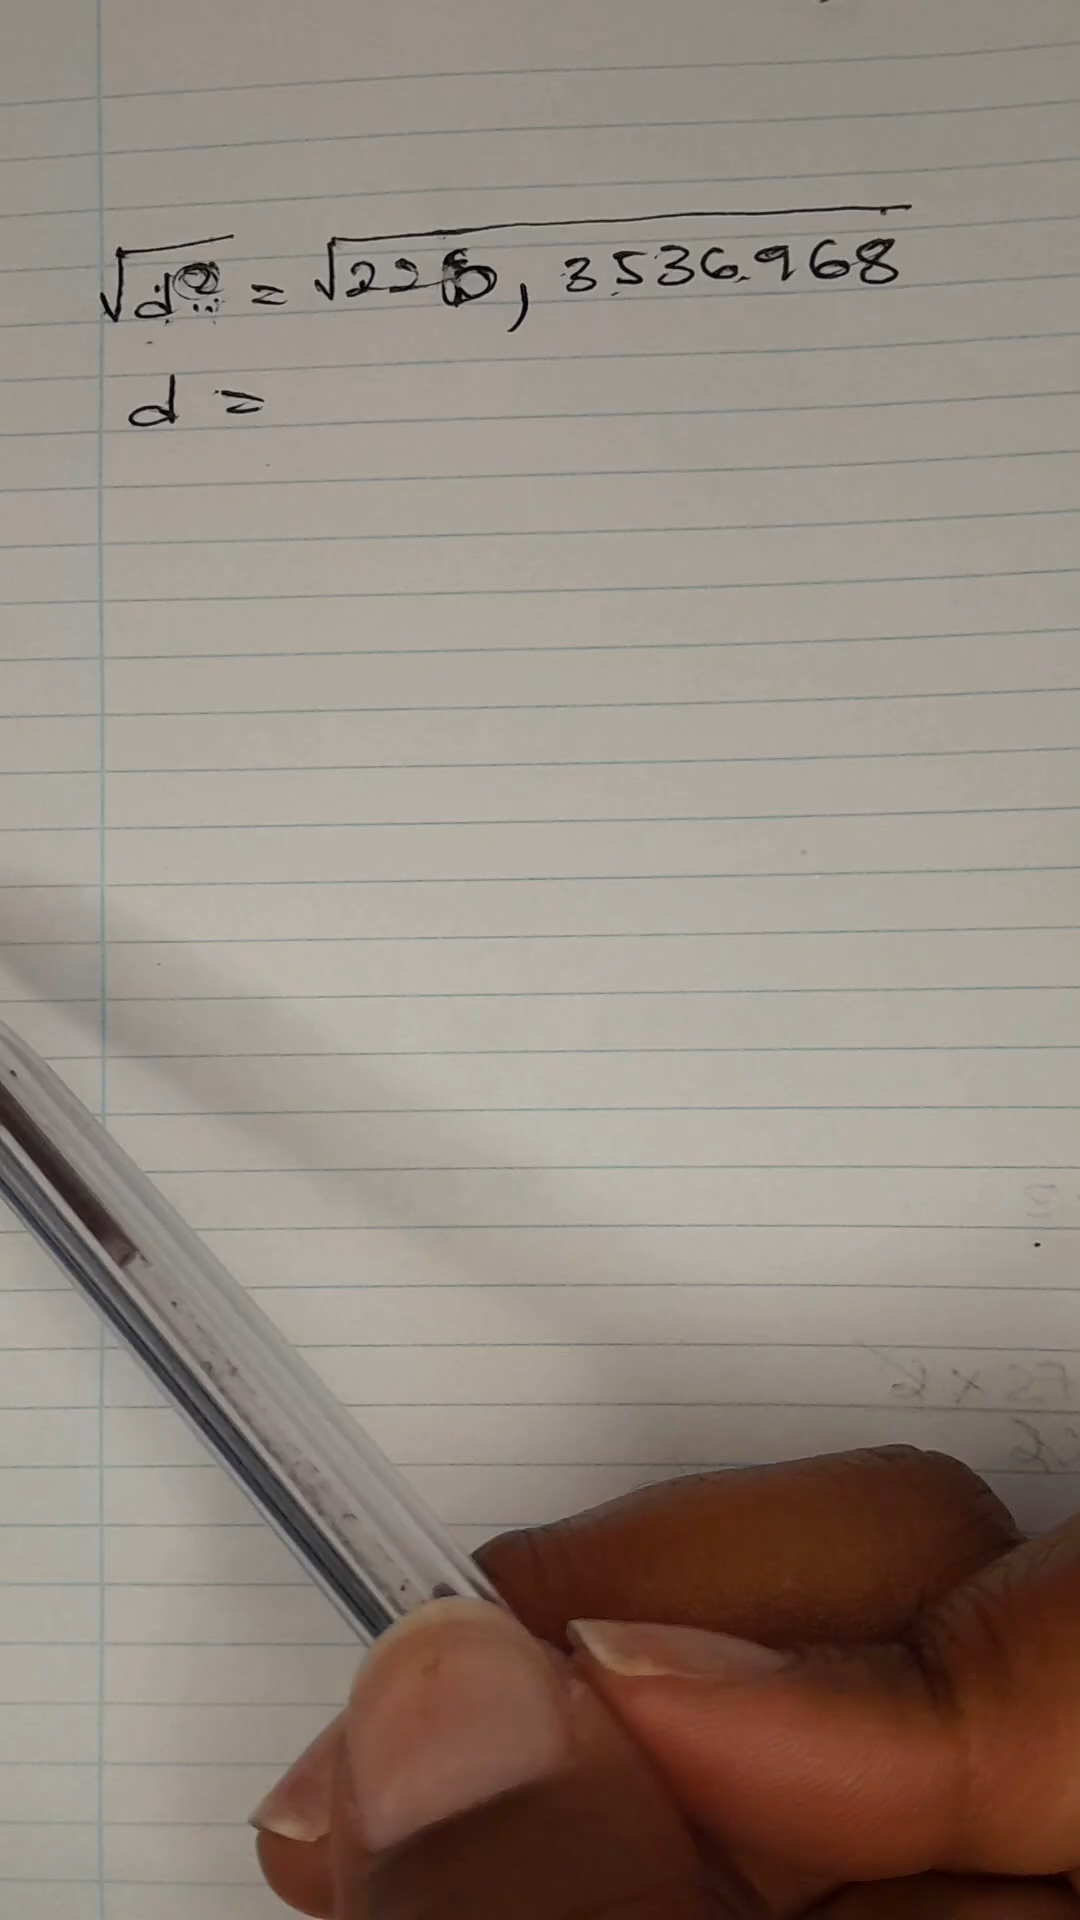 √d² = √225, 3536968
d =